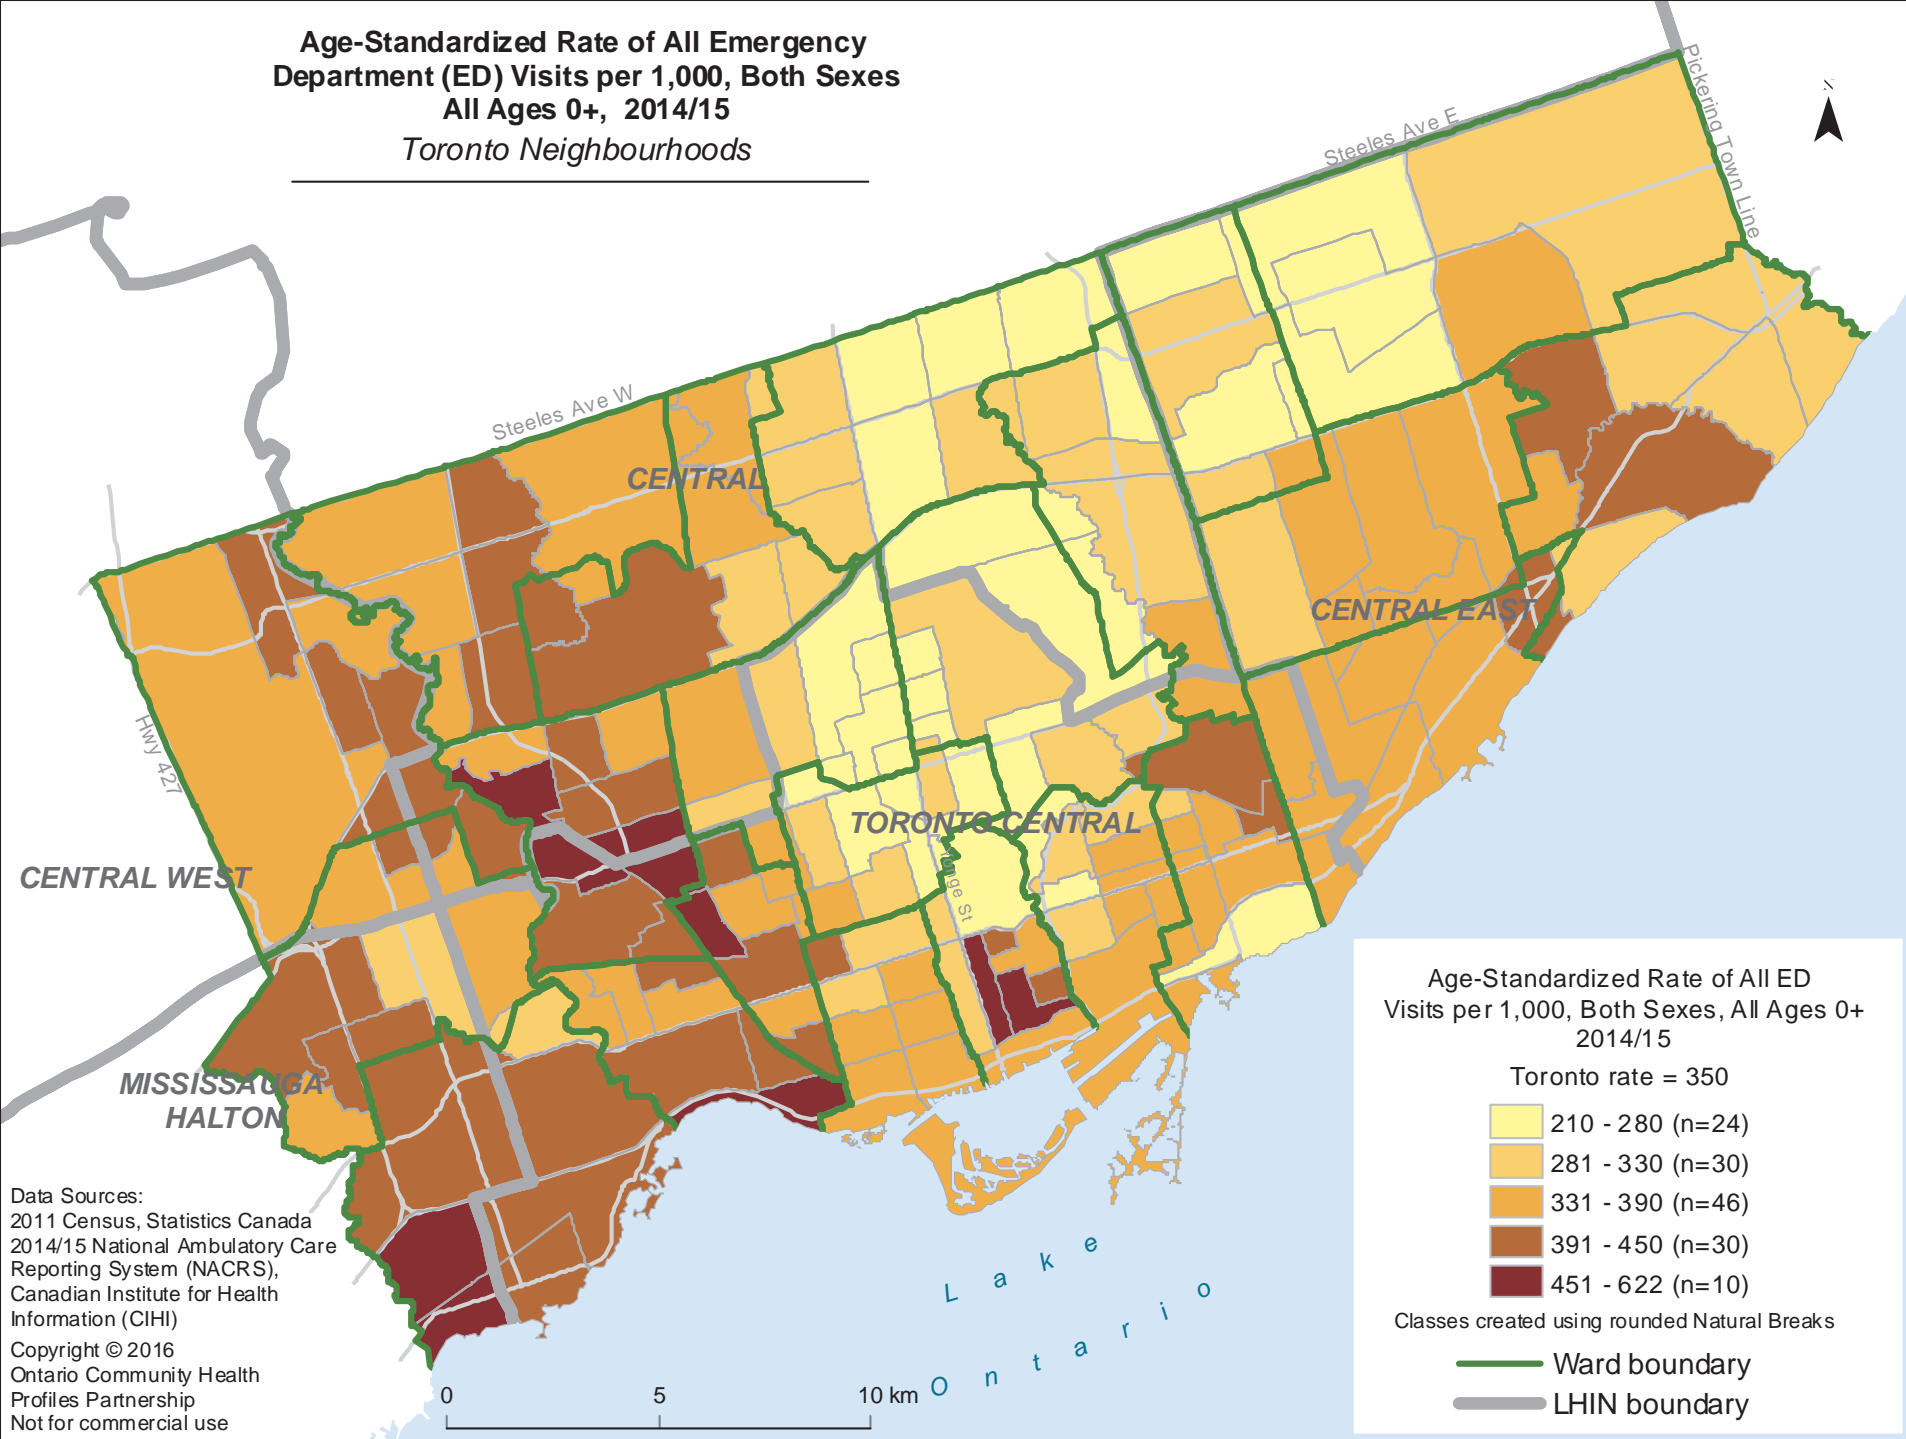 Age-Standardized Rate of All Emergency
Department (ED) Visits per 1,000, Both Sexes
All Ages 0+, 2014/15
Toronto Neighbourhoods
N
Pickering Town Line
Steeles Ave E
Steeles Ave W
CENTRAL
CENTRAL EAST
Hwy 427
TORONTO CENTRAL
CENTRAL WEST
Yonge St
MISSISSAUGA
HALTON
Lake
Ontario
Data Sources:
2011 Census, Statistics Canada
2014/15 National Ambulatory Care
Reporting System (NACRS),
Canadian Institute for Health
Information (CIHI)
Copyright © 2016
Ontario Community Health
Profiles Partnership
Not for commercial use
0 5 10 km
Age-Standardized Rate of All ED
Visits per 1,000, Both Sexes, All Ages 0+
2014/15
Toronto rate = 350
210 - 280 (n=24)
281 - 330 (n=30)
331 - 390 (n=46)
391 - 450 (n=30)
451 - 622 (n=10)
Classes created using rounded Natural Breaks
Ward boundary
LHIN boundary